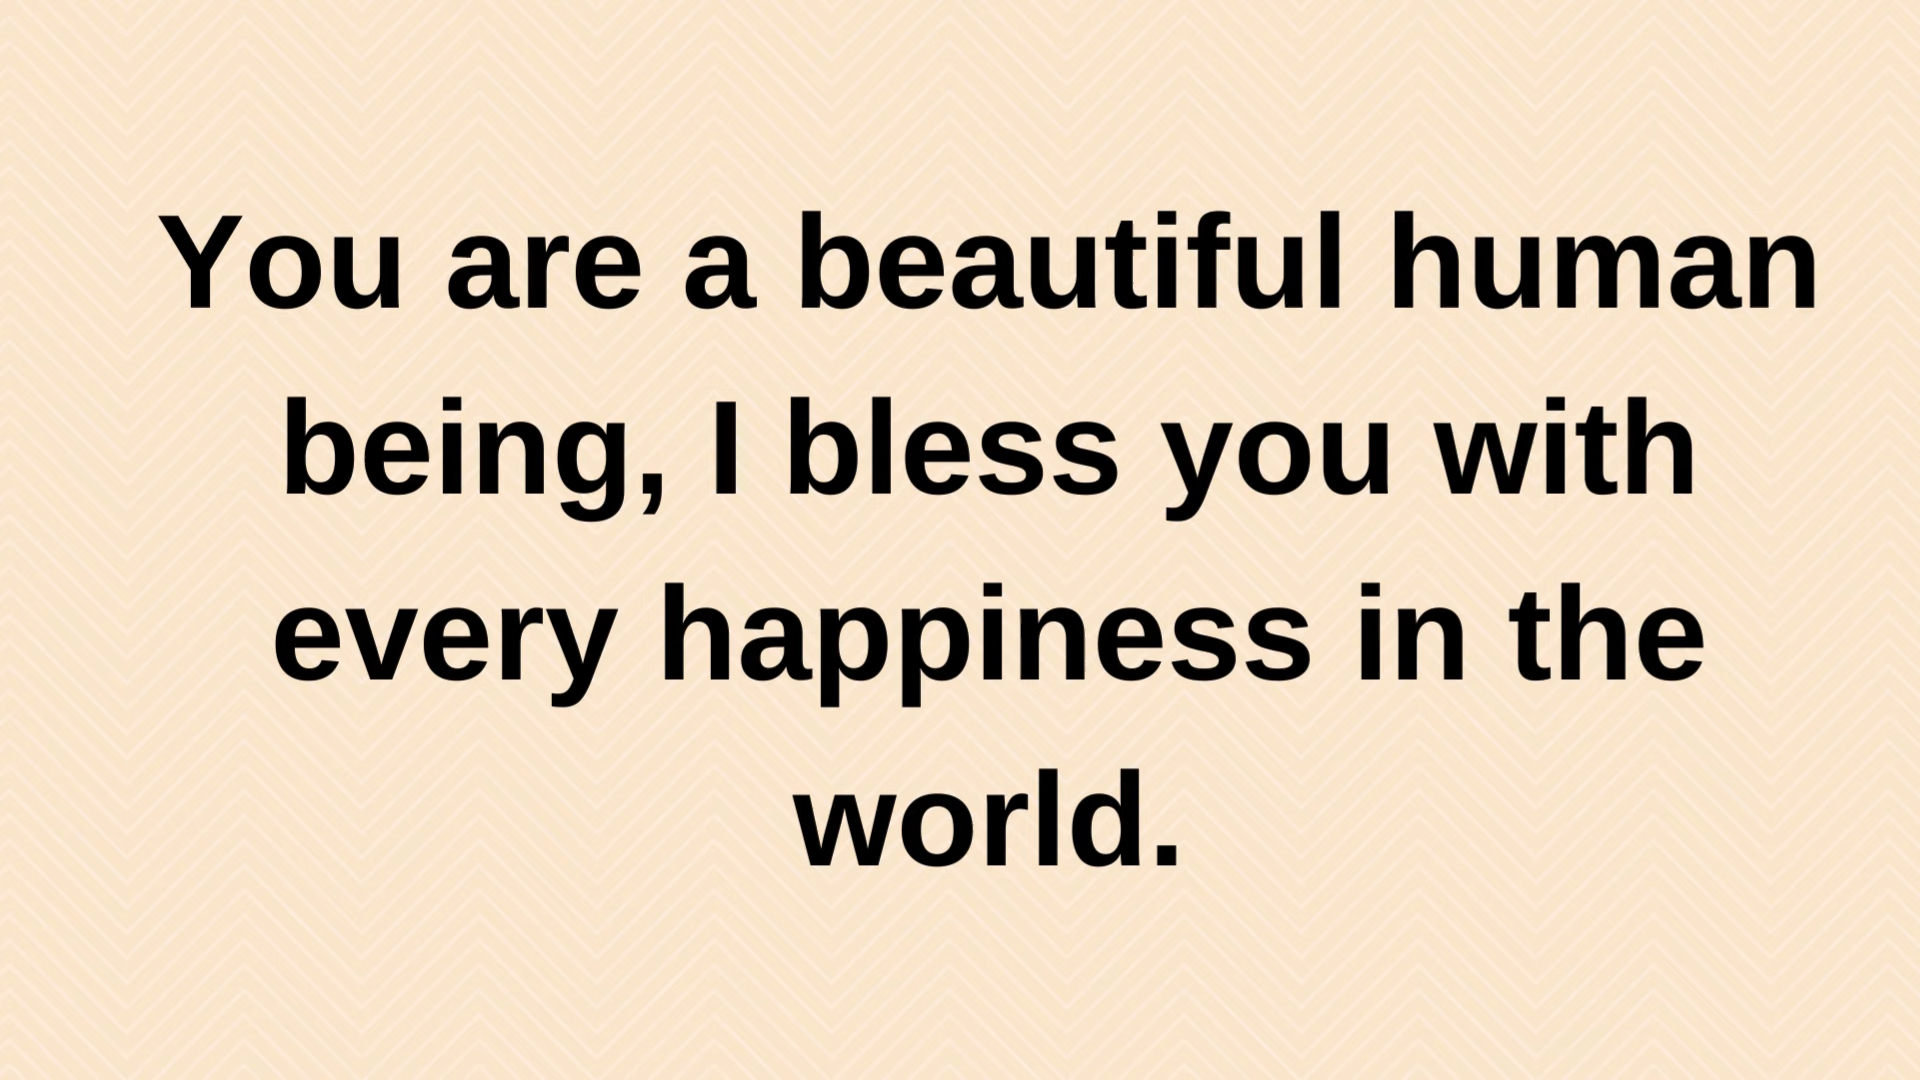 You are a beautiful human
being, I bless you with
every happiness in the
world.